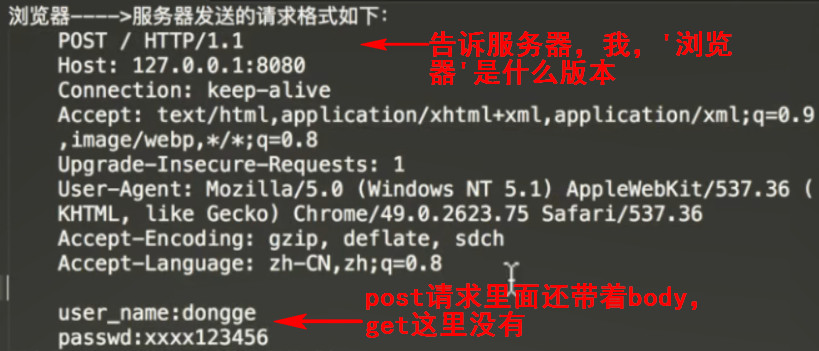 浏览器---->服务器发送的请求格式如下：
POST / HTTP/1.1
告诉服务器，我，'浏览
器'是什么版本
Host: 127.0.0.1:8080
Connection: keep-alive
Accept: text/html,application/xhtml+xml,application/xml;q=0.9
,image/webp,*/*;q=0.8
Upgrade-Insecure-Requests: 1
User-Agent: Mozilla/5.0 (Windows NT 5.1) AppleWebKit/537.36 (
KHTML, like Gecko) Chrome/49.0.2623.75 Safari/537.36
Accept-Encoding: gzip, deflate, sdch
Accept-Language: zh-CN,zh;q=0.8
post请求里面还带着body，
get这里没有
user_name:dongge
passwd:xxxx123456